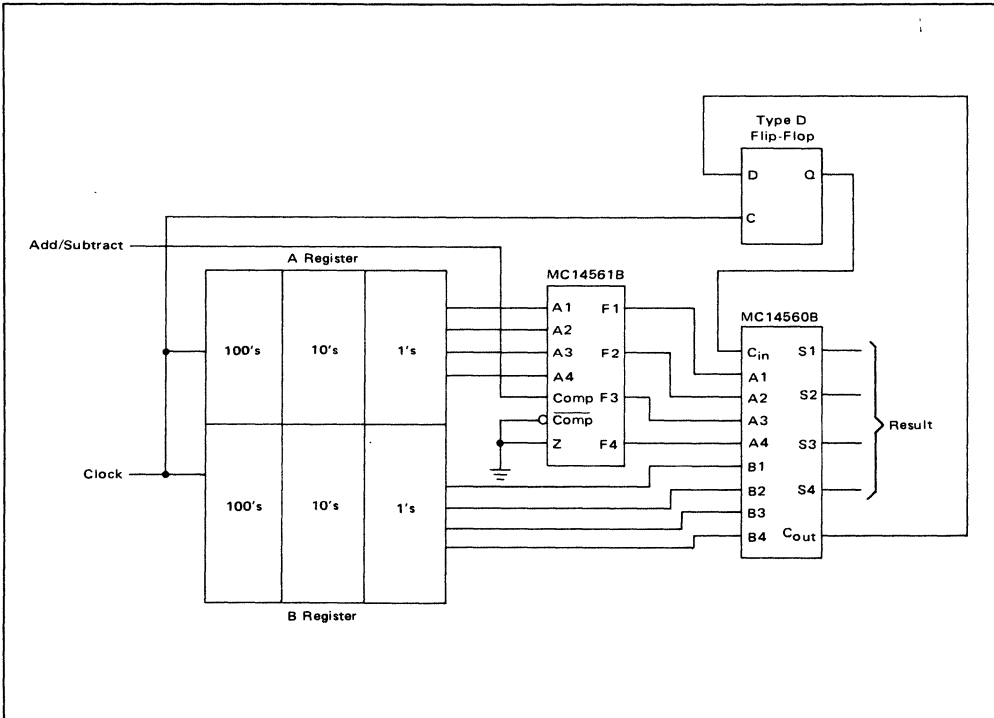 Type D
Flip-Flop
D Q
C
Add/Subtract
A Register
100's 10's 1's
Clock
100's 10's 1's
B Register
MC14561B
A1 F1
A2
A3 F2
A4
Comp F3
Comp
Z F4
MC14560B
Cin S1
A1
A2 S2
A3
A4 S3
B1
B2 S4
B3
B4 Cout
Result